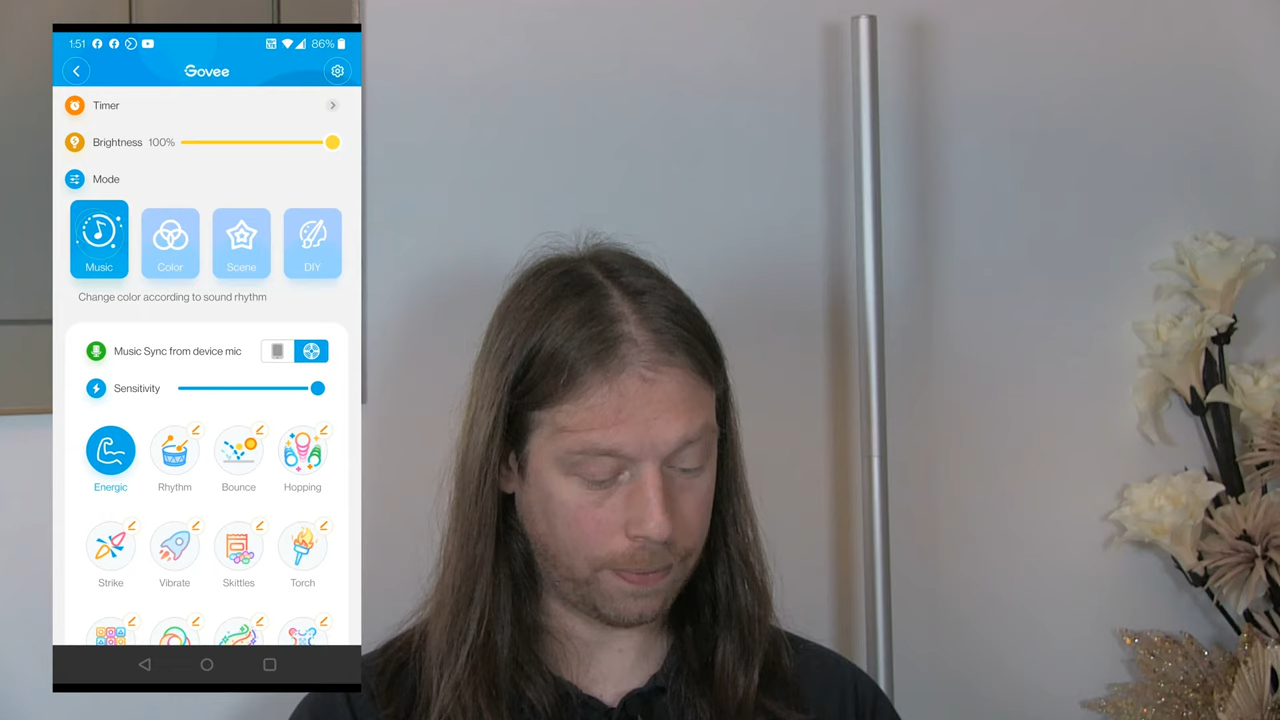 1:51 86%
Govee
Timer
Brightness 100%
Mode
Music Color Scene DIY
Change color according to sound rhythm
Music Sync from device mic
Sensitivity
Energic Rhythm Bounce Hopping
Strike Vibrate Skittles Torch